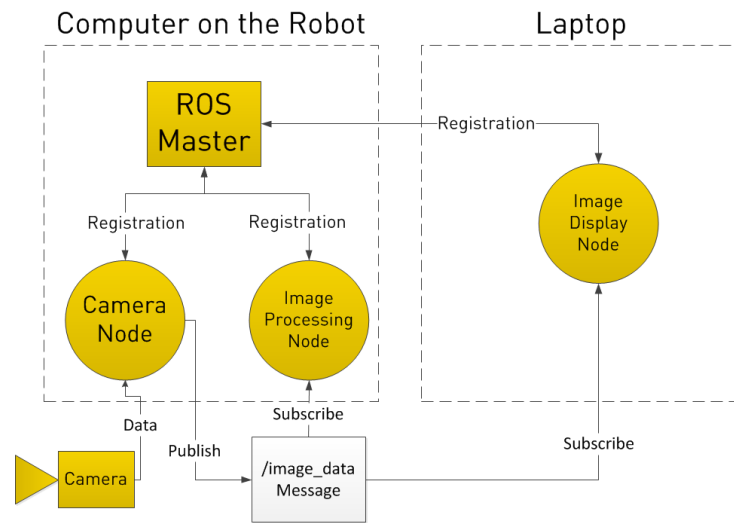 Computer on the Robot
Laptop
ROS
Master
Registration
Image
Display
Node
Registration
Registration
Camera
Node
Image
Processing
Node
Data
Subscribe
Publish
Subscribe
Camera
/image_data
Message